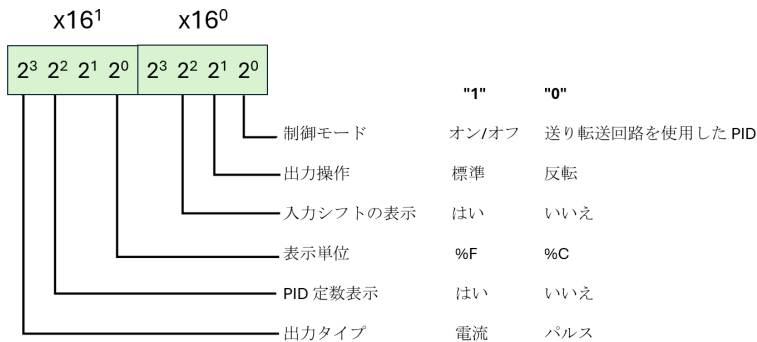 x16¹ x16⁰
2³ 2² 2¹ 2⁰ 2³ 2² 2¹ 2⁰
"1" "0"
制御モード オン/オフ 送り転送回路を使用した PID
出力操作 標準 反転
入力シフトの表示 はい いいえ
表示単位 %F %C
PID 定数表示 はい いいえ
出力タイプ 電流 パルス